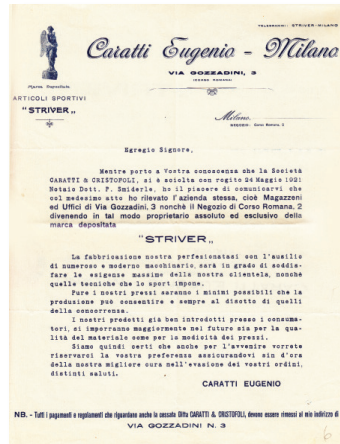 TELEGRAMMI: STRIVER-MILANO
Caratti Eugenio - Milano
VIA GOZZADINI, 3
(CORSO ROMANA)
Marca Depositata
ARTICOLI SPORTIVI
"STRIVER„
Milano,
NEGOZIO: Corso Romana, 2
Egregio Signore,
Mentre porto a Vostra conoscenza che la Società
CARATTI & CRISTOFOLI, si è sciolta con rogito 24 Maggio 1921
Notaio Dott. F. Smiderle, ho il piacere di comunicarvi che
col medesimo atto ho rilevato l'azienda stessa, cioè Magazzeni
ed Uffici di Via Gozzadini, 3 nonchè il Negozio di Corso Romana, 2
divenendo in tal modo proprietario assoluto ed esclusivo della
marca depositata
"STRIVER„
La fabbricazione nostra perfezionatasi con l'ausilio
di numeroso e moderno macchinario, sarà in grado di soddis-
fare le esigenze massime della nostra clientela, nonchè
quelle tecniche che lo sport impone.
Pure i nostri prezzi saranno i minimi possibili che la
produzione può consentire e sempre al disotto di quelli
della concorrenza.
I nostri prodotti già ben introdotti presso i consuma-
tori, si imporranno maggiormente nel futuro sia per la qua-
lità del materiale come per la modicità dei prezzi.
Siamo quindi certi che anche per l'avvenire vorrete
riservarci la vostra preferenza assicurandovi sin d'ora
della nostra migliore cura nell'evasione dei vostri ordini,
distinti saluti.
CARATTI EUGENIO
NB. - Tutti i pagamenti e regolamenti che riguardano anche la cessata Ditta CARATTI & CRISTOFOLI, devono essere rimessi al mio indirizzo di
VIA GOZZADINI N. 3
6